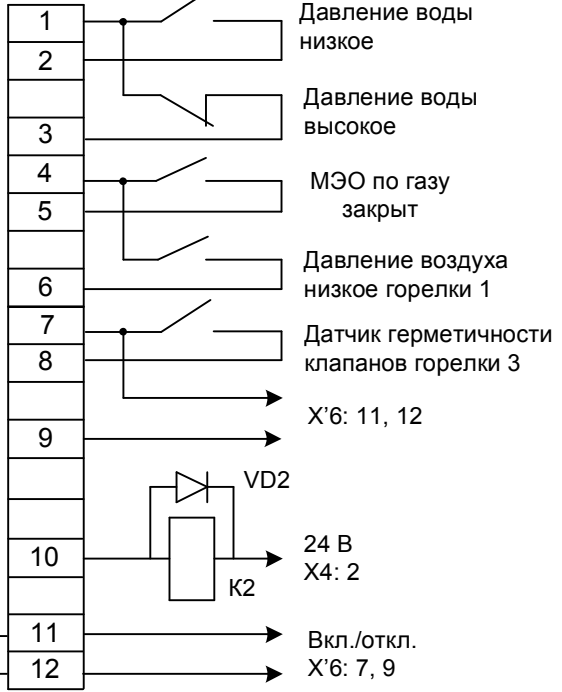 1
Давление воды
низкое
2
Давление воды
высокое
3
4
МЭО по газу
закрыт
5
Давление воздуха
низкое горелки 1
6
7
Датчик герметичности
клапанов горелки 3
8
X'6: 11, 12
9
VD2
10
24 В
X4: 2
К2
11
Вкл./откл.
12
X'6: 7, 9